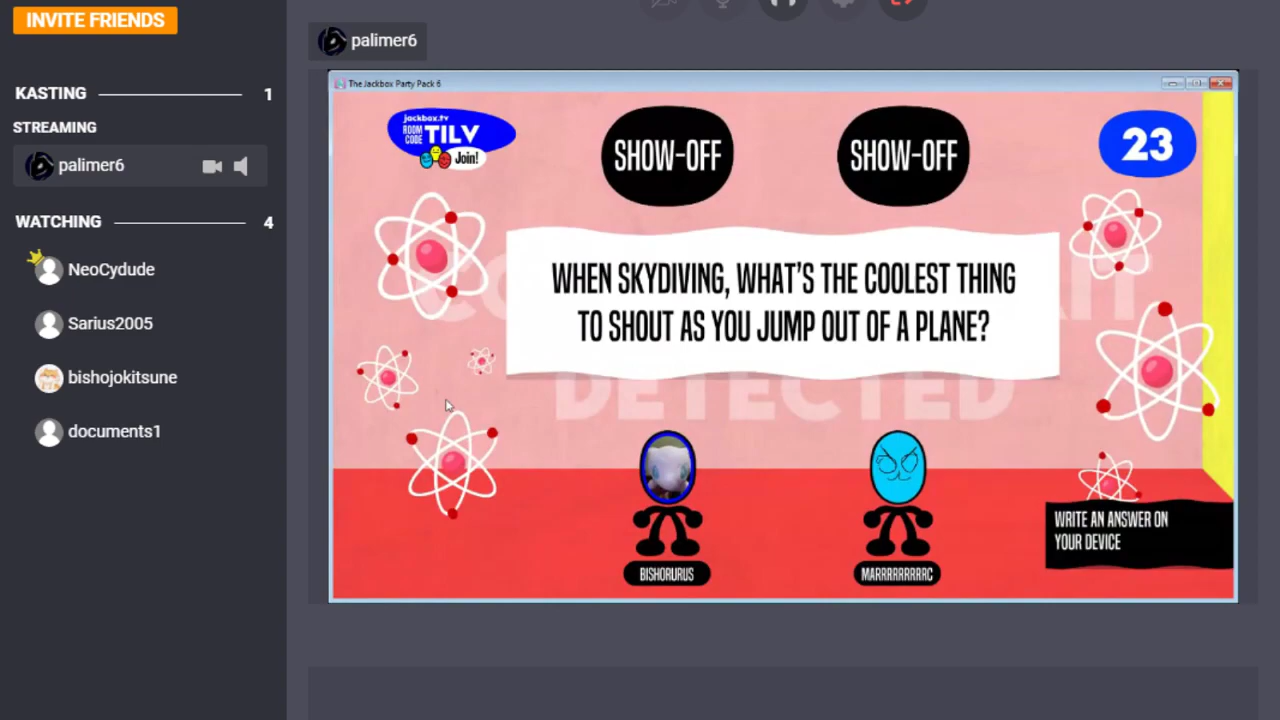 INVITE FRIENDS
KASTING 1
STREAMING
palimer6
WATCHING 4
NeoCydude
Sarius2005
bishojokitsune
documents1
palimer6
The Jackbox Party Pack 6
jackbox.tv
ROOM CODE TILV
Join!
SHOW-OFF
SHOW-OFF
23
WHEN SKYDIVING, WHAT'S THE COOLEST THING
TO SHOUT AS YOU JUMP OUT OF A PLANE?
DETECTED
BISHORURUS
MARRRRRRRRRC
WRITE AN ANSWER ON
YOUR DEVICE